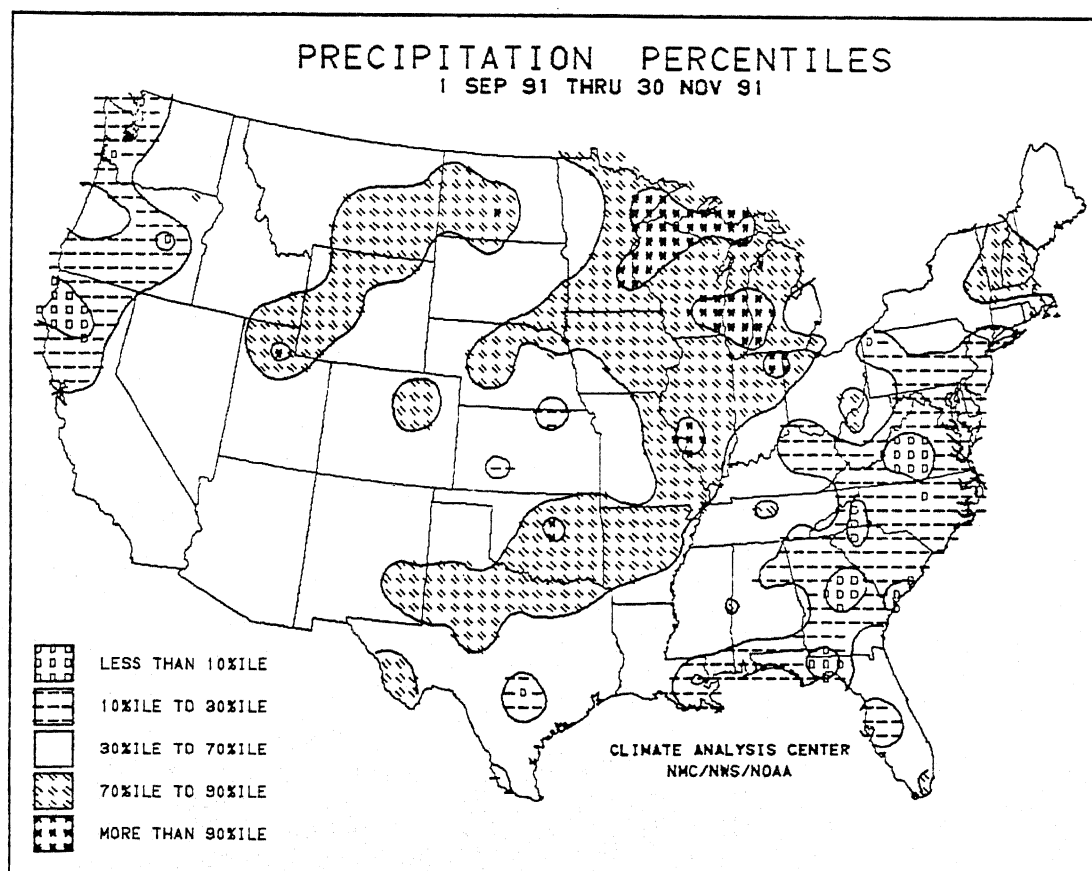 PRECIPITATION PERCENTILES
1 SEP 91 THRU 30 NOV 91
LESS THAN 10%ILE
10%ILE TO 30%ILE
30%ILE TO 70%ILE
70%ILE TO 90%ILE
MORE THAN 90%ILE
CLIMATE ANALYSIS CENTER
NMC/NWS/NOAA